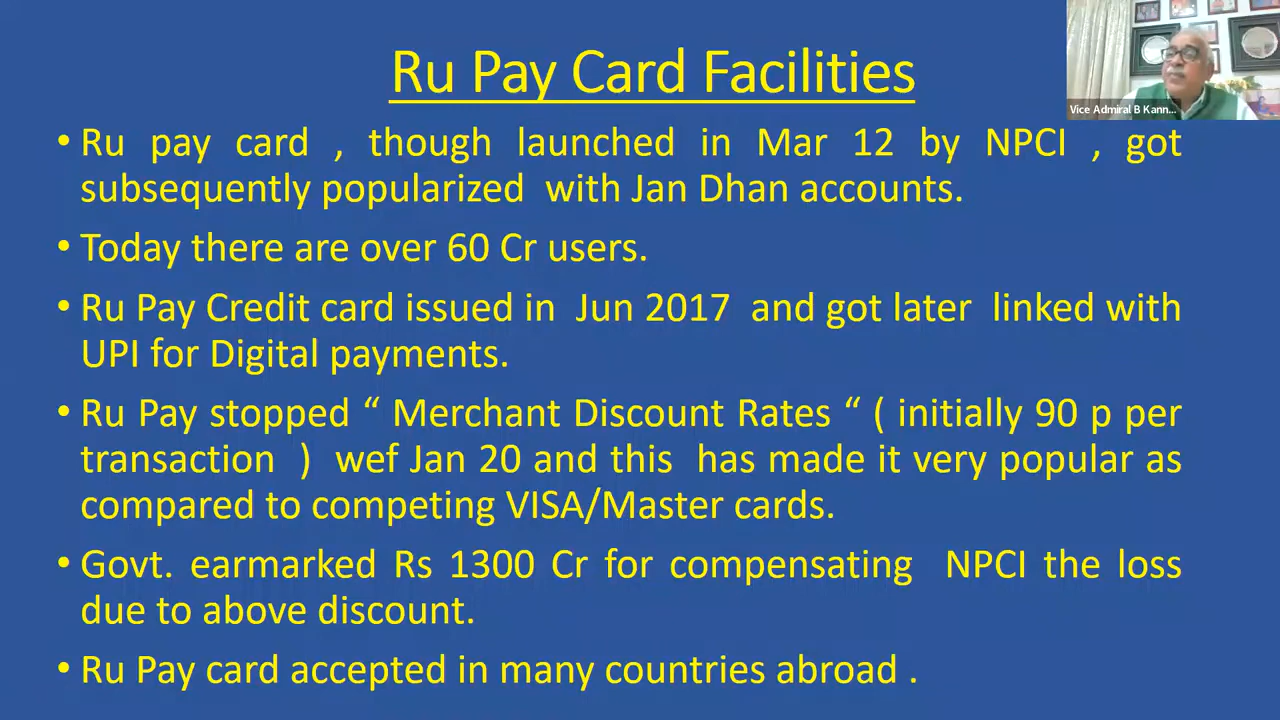 Ru Pay Card Facilities
Vice Admiral B Kann...
• Ru pay card , though launched in Mar 12 by NPCI , got
subsequently popularized with Jan Dhan accounts.
• Today there are over 60 Cr users.
• Ru Pay Credit card issued in Jun 2017 and got later linked with
UPI for Digital payments.
• Ru Pay stopped “ Merchant Discount Rates “ ( initially 90 p per
transaction ) wef Jan 20 and this has made it very popular as
compared to competing VISA/Master cards.
• Govt. earmarked Rs 1300 Cr for compensating NPCI the loss
due to above discount.
• Ru Pay card accepted in many countries abroad .